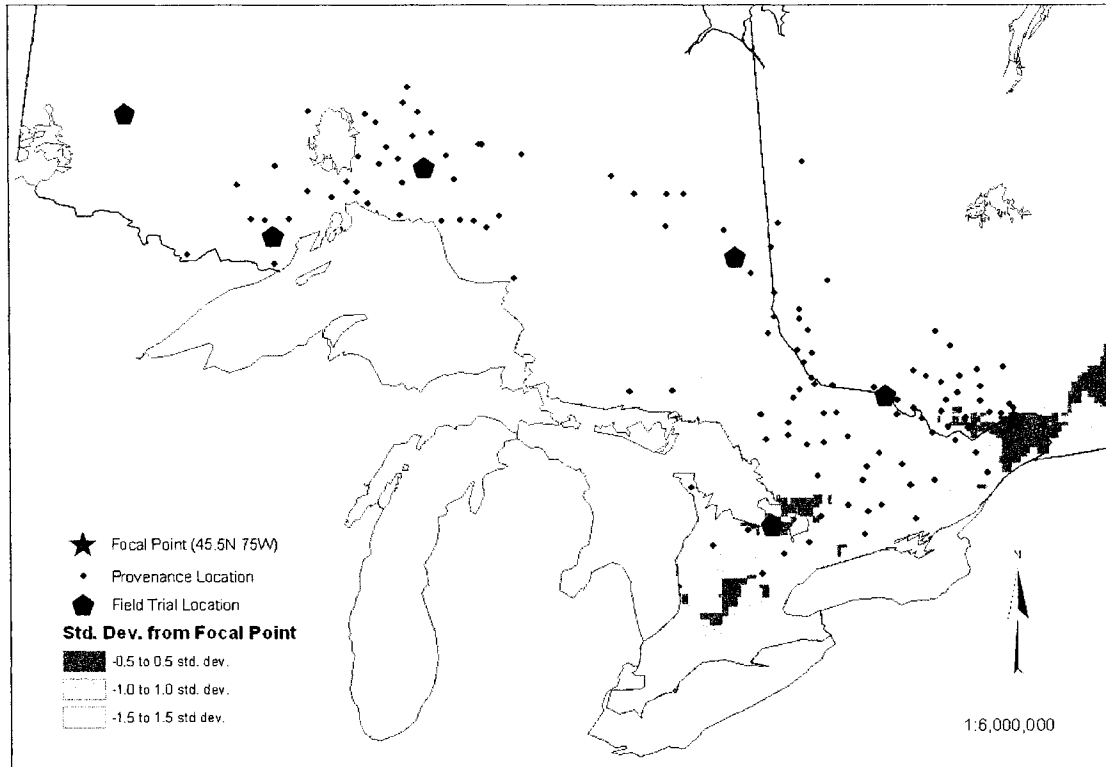 Focal Point (45.5N 75W)
Provenance Location
Field Trial Location
Std. Dev. from Focal Point
-0.5 to 0.5 std. dev.
-1.0 to 1.0 std. dev.
-1.5 to 1.5 std dev.
N
1:6,000,000